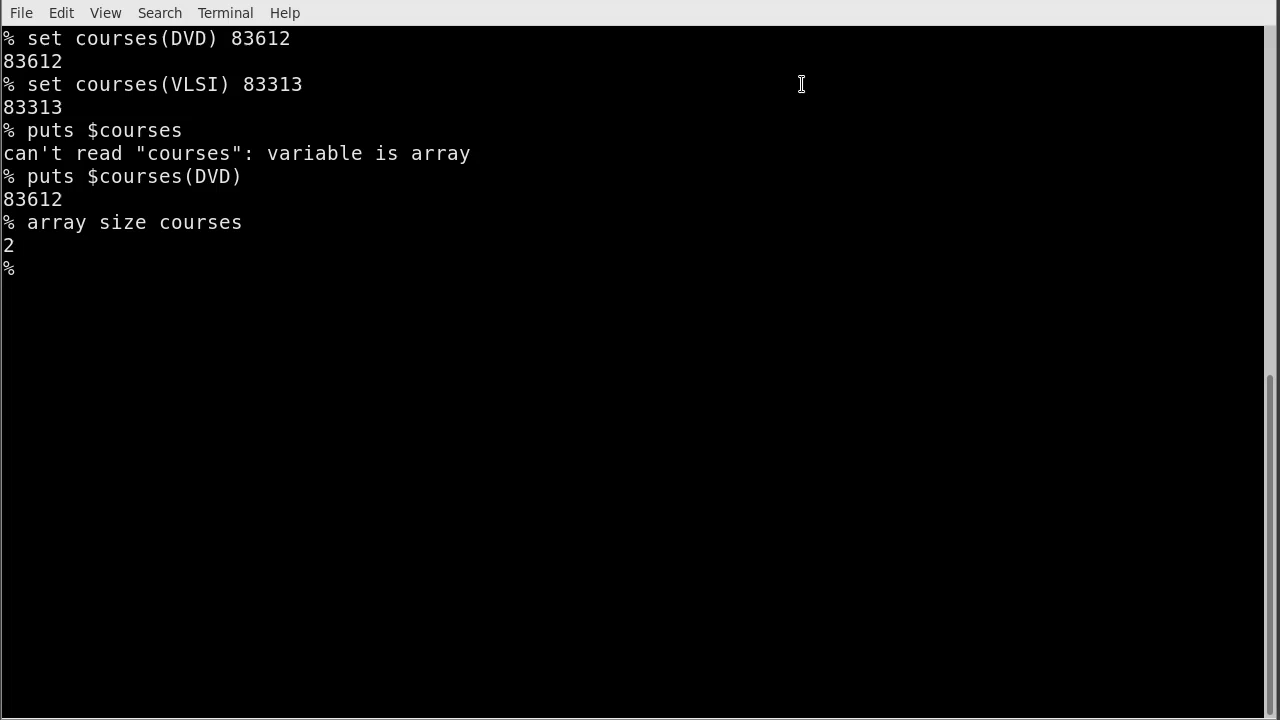 File Edit View Search Terminal Help
% set courses(DVD) 83612
83612
% set courses(VLSI) 83313
83313
% puts $courses
can't read "courses": variable is array
% puts $courses(DVD)
83612
% array size courses
2
%